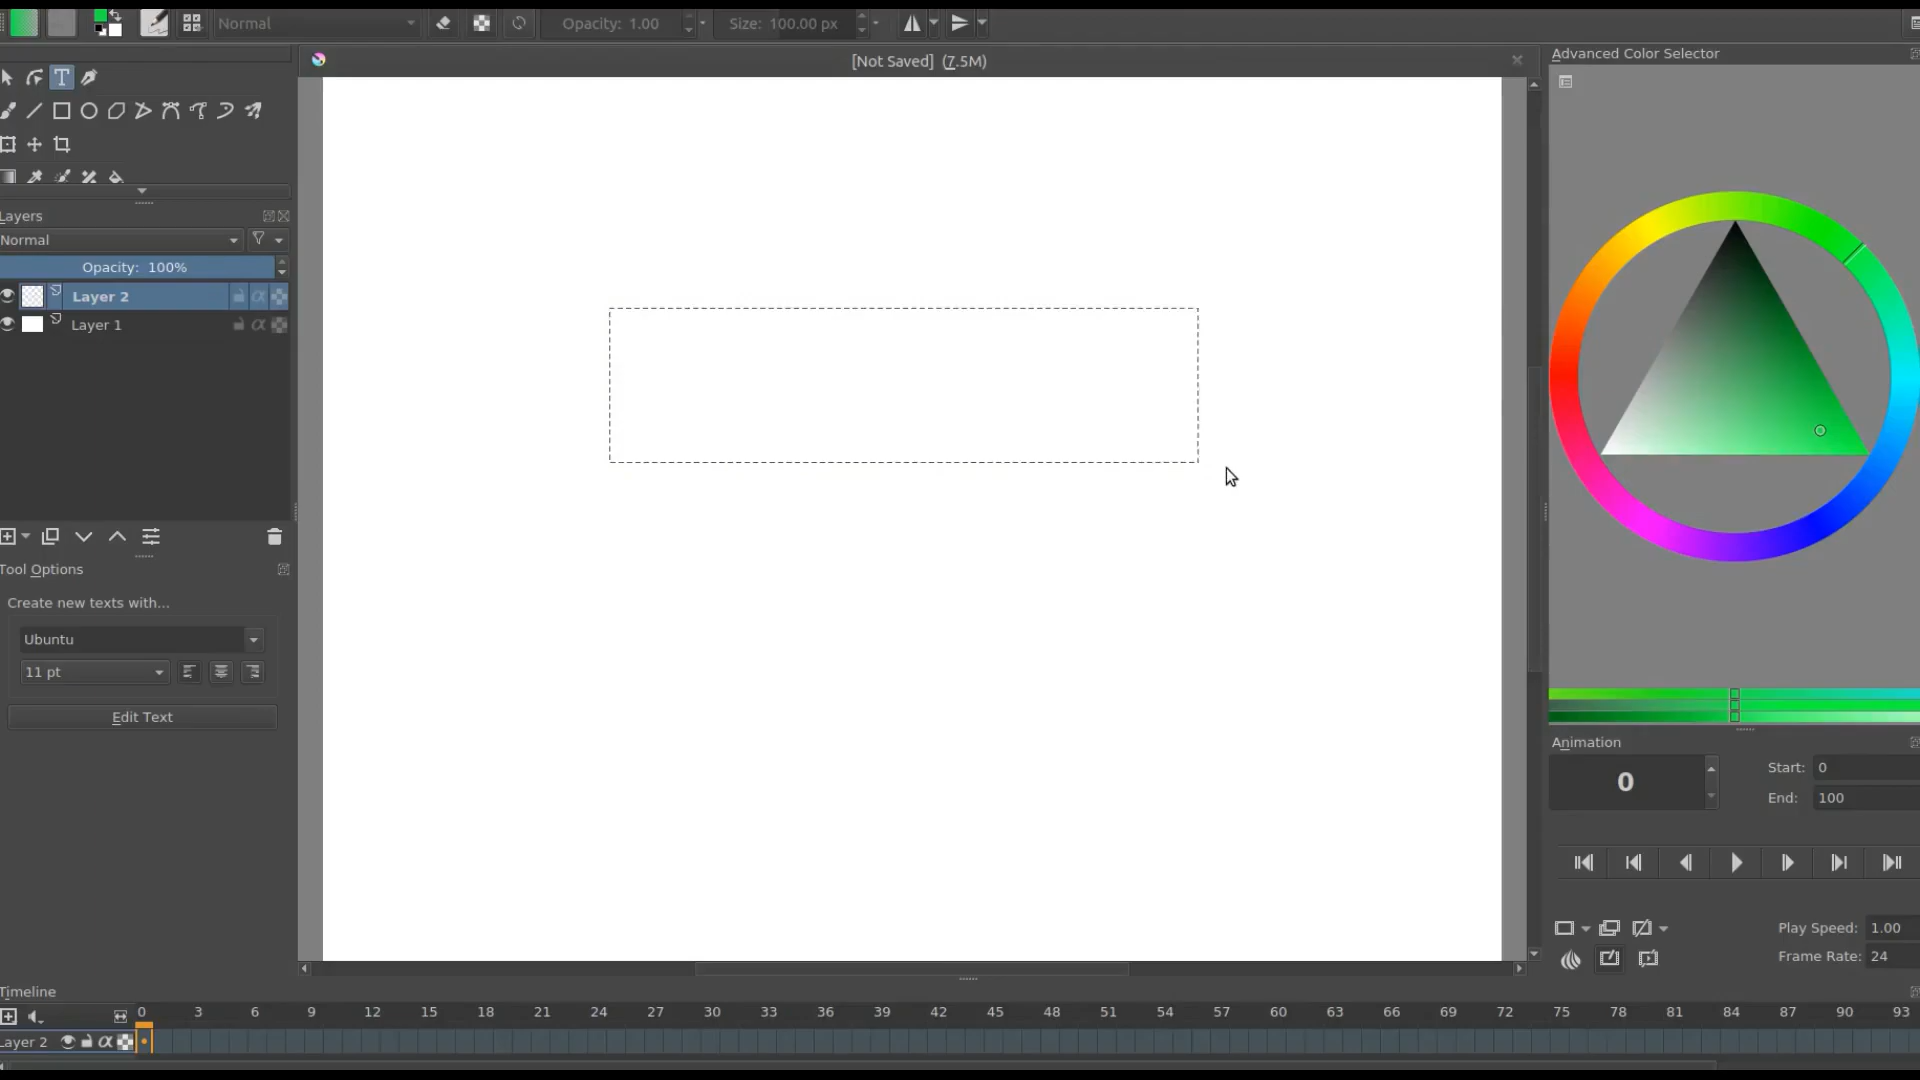 Normal
Opacity: 1.00
Size: 100.00 px
[Not Saved] (7.5M)
Advanced Color Selector
Layers
Normal
Opacity: 100%
Layer 2
Layer 1
Tool Options
Create new texts with...
Ubuntu
11 pt
Edit Text
Animation
0
Start: 0
End: 100
Play Speed: 1.00
Frame Rate: 24
Timeline
0 3 6 9 12 15 18 21 24 27 30 33 36 39 42 45 48 51 54 57 60 63 66 69 72 75 78 81 84 87 90 93
Layer 2